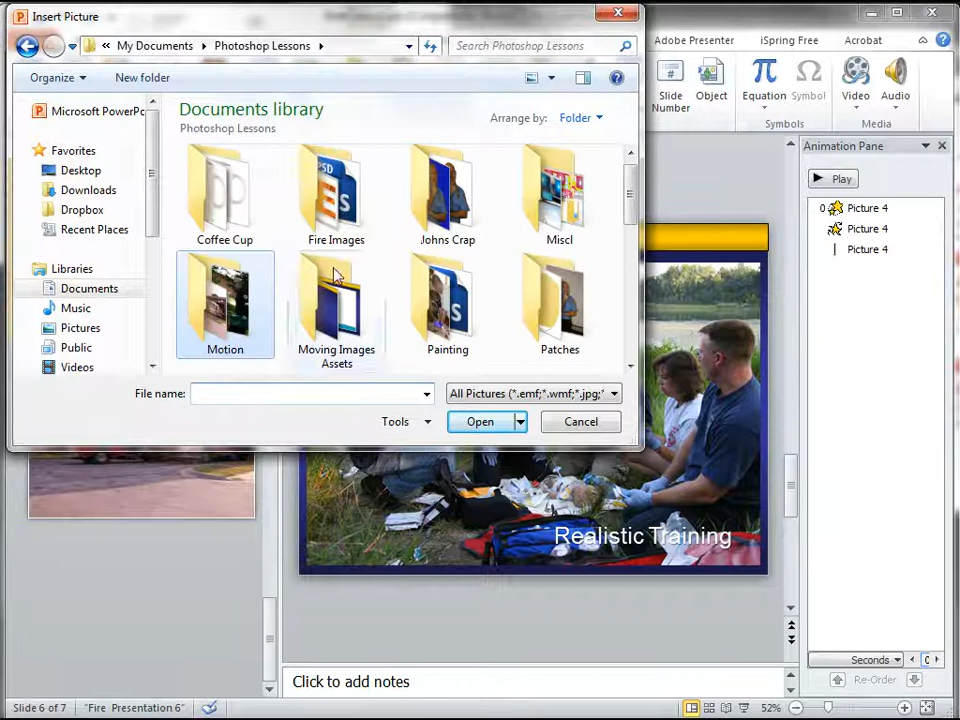 Insert Picture
« My Documents Photoshop Lessons
Search Photoshop Lessons
Organize New folder
Microsoft PowerPo
Favorites
Desktop
Downloads
Dropbox
Recent Places
Libraries
Documents
Music
Pictures
Public
Videos
Documents library
Photoshop Lessons
Arrange by: Folder
Coffee Cup
PSD
Fire Images
Johns Crap
Miscl
Motion
Moving Images
Assets
Painting
Patches
File name:
All Pictures (*.emf;*.wmf;*.jpg;*
Tools Open Cancel
Adobe Presenter iSpring Free Acrobat
Slide
Number
Object
Equation Symbol
Video Audio
Symbols Media
Animation Pane
Play
0 Picture 4
Picture 4
Picture 4
Realistic Training
Seconds 0
Re-Order
Click to add notes
Slide 6 of 7 "Fire Presentation 6" 52%